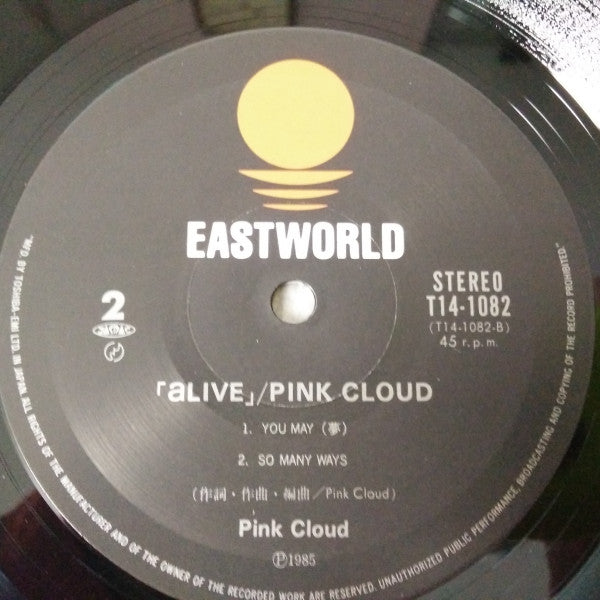 EASTWORLD
2
STEREO
T14-1082
(T14-1082-B)
45 r.p.m.
「aLIVE」/PINK CLOUD
1. YOU MAY (夢)
2. SO MANY WAYS
(作詞・作曲・編曲/Pink Cloud)
Pink Cloud
Ⓟ1985
"MFD. BY TOSHIBA-EMI LTD. IN JAPAN. ALL RIGHTS OF THE MANUFACTURER AND OF THE OWNER OF THE RECORDED WORK ARE RESERVED. UNAUTHORIZED PUBLIC PERFORMANCE, BROADCASTING AND COPYING OF THE RECORD PROHIBITED."